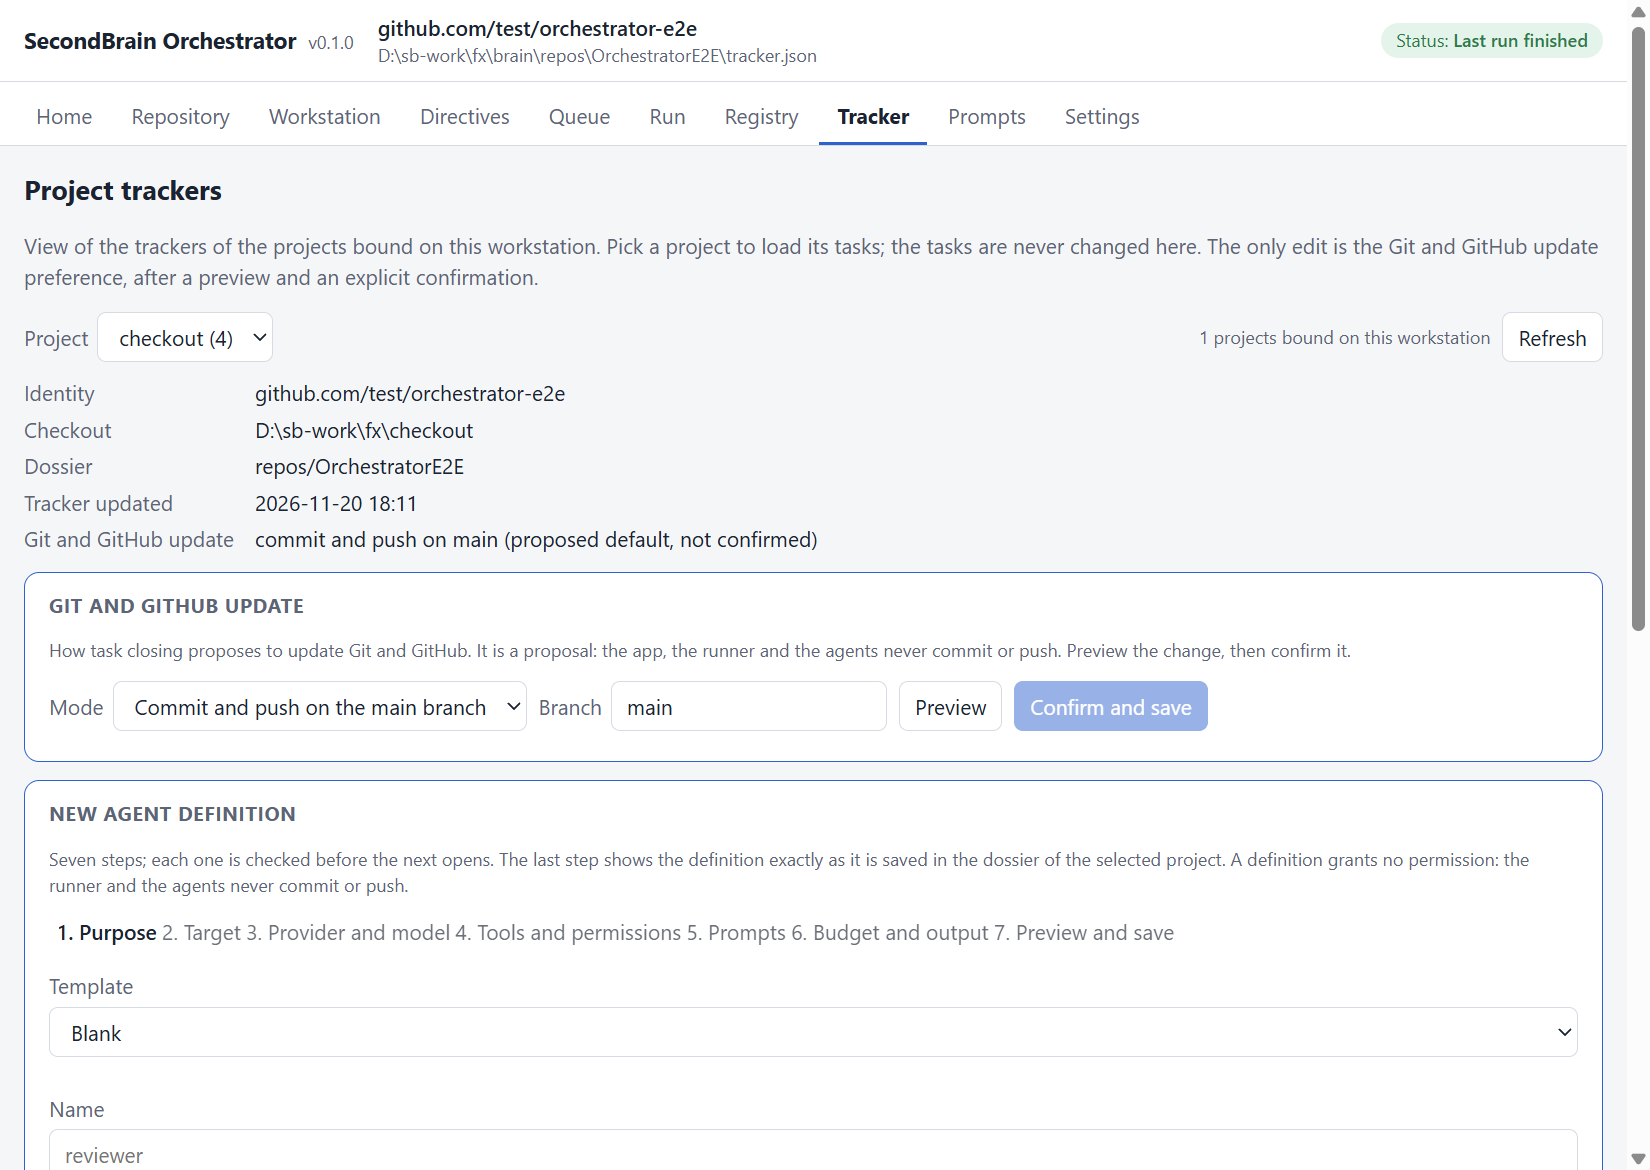 SecondBrain Orchestrator v0.1.0
github.com/test/orchestrator-e2e
D:\sb-work\fx\brain\repos\OrchestratorE2E\tracker.json
Status: Last run finished
Home Repository Workstation Directives Queue Run Registry Tracker Prompts Settings
Project trackers
View of the trackers of the projects bound on this workstation. Pick a project to load its tasks; the tasks are never changed here. The only edit is the Git and GitHub update
preference, after a preview and an explicit confirmation.
Project checkout (4) 1 projects bound on this workstation Refresh
Identity github.com/test/orchestrator-e2e
Checkout D:\sb-work\fx\checkout
Dossier repos/OrchestratorE2E
Tracker updated 2026-11-20 18:11
Git and GitHub update commit and push on main (proposed default, not confirmed)
GIT AND GITHUB UPDATE
How task closing proposes to update Git and GitHub. It is a proposal: the app, the runner and the agents never commit or push. Preview the change, then confirm it.
Mode Commit and push on the main branch Branch main Preview Confirm and save
NEW AGENT DEFINITION
Seven steps; each one is checked before the next opens. The last step shows the definition exactly as it is saved in the dossier of the selected project. A definition grants no permission: the
runner and the agents never commit or push.
1. Purpose 2. Target 3. Provider and model 4. Tools and permissions 5. Prompts 6. Budget and output 7. Preview and save
Template
Blank
Name
reviewer